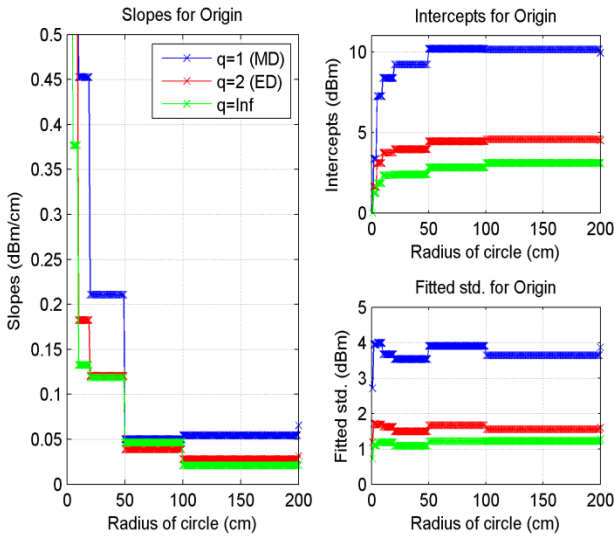 Slopes for Origin
Slopes (dBm/cm)
0.5
0.45
0.4
0.35
0.3
0.25
0.2
0.15
0.1
0.05
0
q=1 (MD)
q=2 (ED)
q=Inf
0 50 100 150 200
Radius of circle (cm)
Intercepts for Origin
Intercepts (dBm)
10
5
0
0 50 100 150 200
Radius of circle (cm)
Fitted std. for Origin
Fitted std. (dBm)
5
4
3
2
1
0
0 50 100 150 200
Radius of circle (cm)